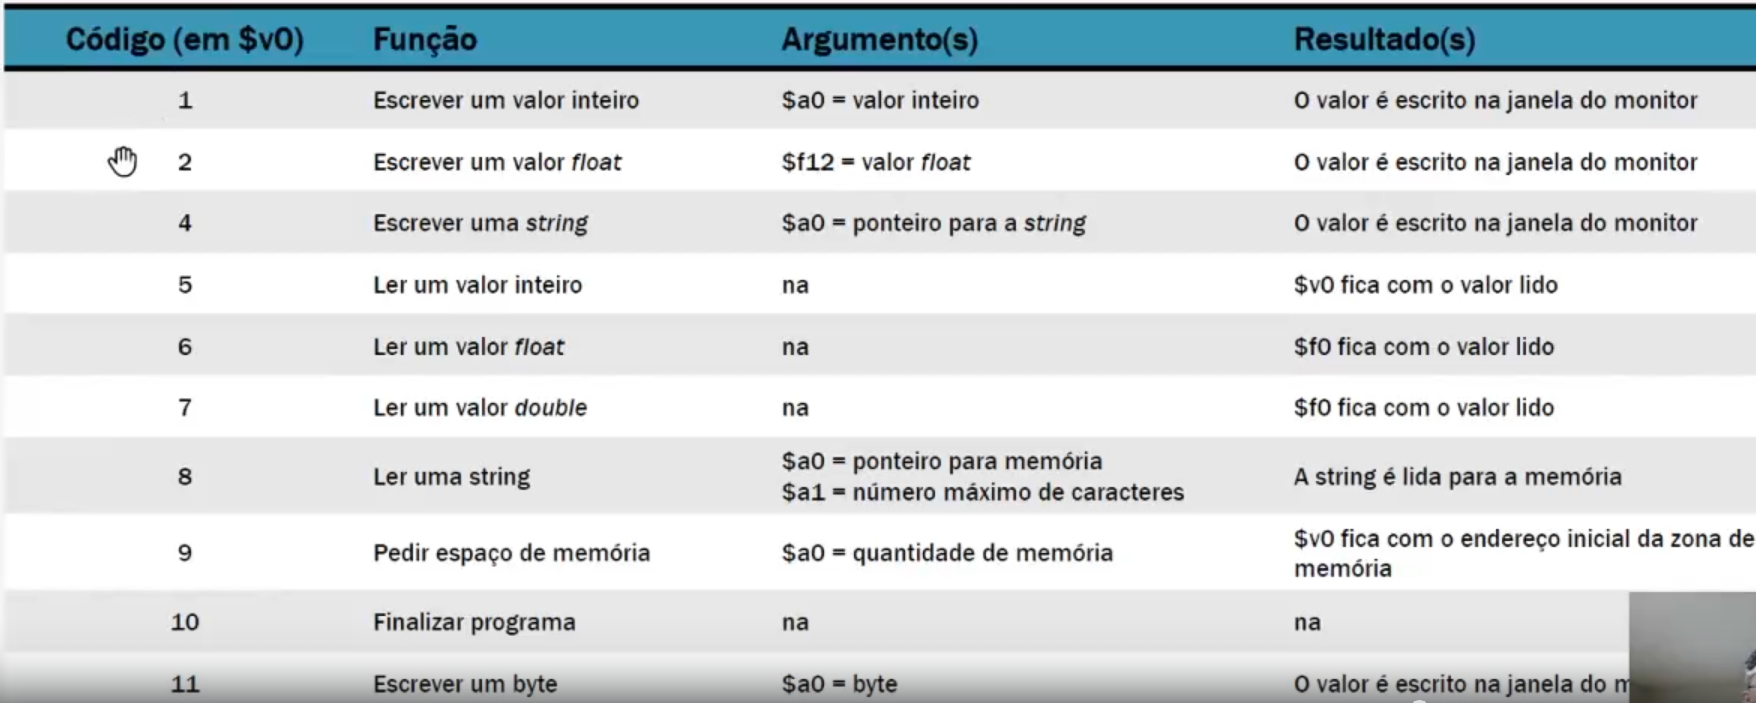 Código (em $v0) Função Argumento(s) Resultado(s)
1 Escrever um valor inteiro $a0 = valor inteiro O valor é escrito na janela do monitor
2 Escrever um valor float $f12 = valor float O valor é escrito na janela do monitor
4 Escrever uma string $a0 = ponteiro para a string O valor é escrito na janela do monitor
5 Ler um valor inteiro na $v0 fica com o valor lido
6 Ler um valor float na $f0 fica com o valor lido
7 Ler um valor double na $f0 fica com o valor lido
8 Ler uma string $a0 = ponteiro para memória
$a1 = número máximo de caracteres A string é lida para a memória
9 Pedir espaço de memória $a0 = quantidade de memória $v0 fica com o endereço inicial da zona de
memória
10 Finalizar programa na na
11 Escrever um byte $a0 = byte O valor é escrito na janela do